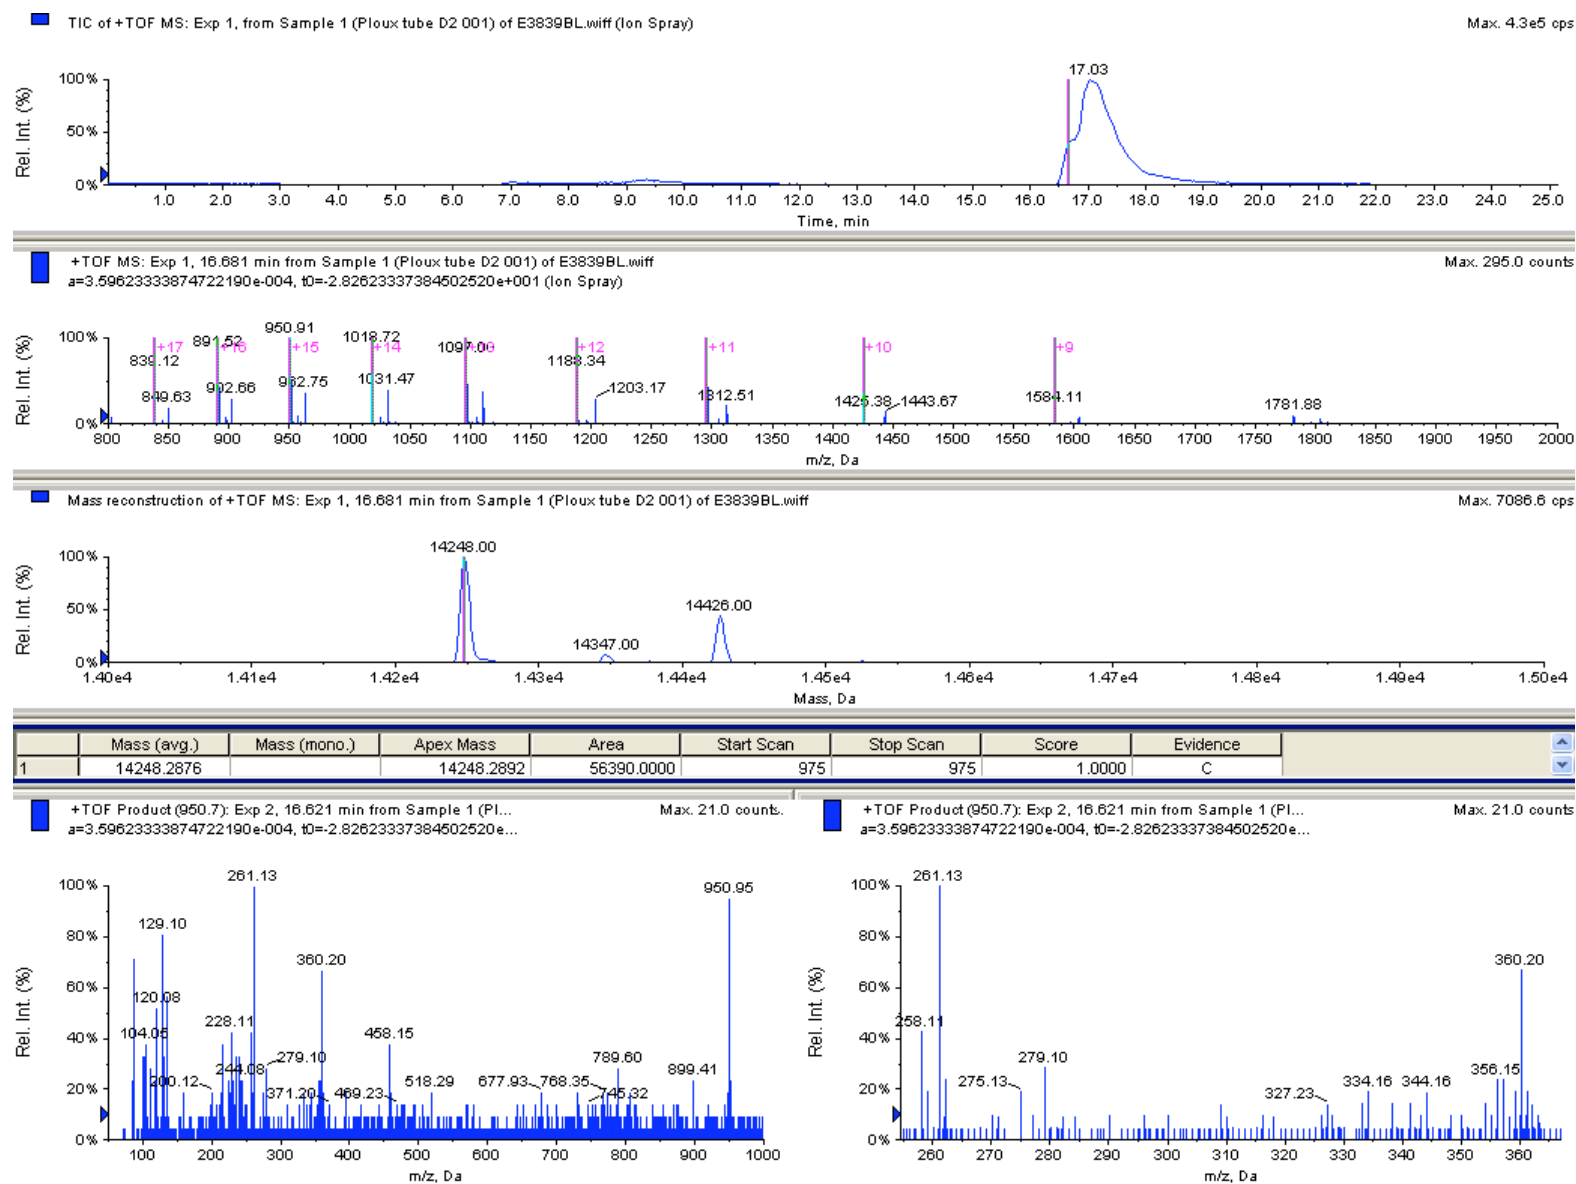 TIC of +TOF MS: Exp 1, from Sample 1 (Ploux tube D2 001) of E3839BL.wiff (Ion Spray) Max. 4.3e5 cps
17.03
100%
50%
0%
Rel. Int. (%)
1.0 2.0 3.0 4.0 5.0 6.0 7.0 8.0 9.0 10.0 11.0 12.0 13.0 14.0 15.0 16.0 17.0 18.0 19.0 20.0 21.0 22.0 23.0 24.0 25.0
Time, min
+TOF MS: Exp 1, 16.681 min from Sample 1 (Ploux tube D2 001) of E3839BL.wiff Max. 295.0 counts
a=3.59623333874722190e-004, t0=-2.82623337384502520e+001 (Ion Spray)
950.91
100% 891.52 1018.72
+17 +16 +15 +14 1097.00 +12 +11 +10 +9
839.12 1188.34
50%
849.63 902.66 962.75 1031.47 1203.17 1312.51 1425.38 1443.67 1584.11 1781.88
0%
Rel. Int. (%)
800 850 900 950 1000 1050 1100 1150 1200 1250 1300 1350 1400 1450 1500 1550 1600 1650 1700 1750 1800 1850 1900 1950 2000
m/z, Da
Mass reconstruction of +TOF MS: Exp 1, 16.681 min from Sample 1 (Ploux tube D2 001) of E3839BL.wiff Max. 7086.6 cps
14248.00
100%
14426.00
50%
14347.00
0%
Rel. Int. (%)
1.40e4 1.41e4 1.42e4 1.43e4 1.44e4 1.45e4 1.46e4 1.47e4 1.48e4 1.49e4 1.50e4
Mass, Da
Mass (avg.) Mass (mono.) Apex Mass Area Start Scan Stop Scan Score Evidence
1 14248.2876 14248.2892 56390.0000 975 975 1.0000 C
+TOF Product (950.7): Exp 2, 16.621 min from Sample 1 (Pl... Max. 21.0 counts.
a=3.59623333874722190e-004, t0=-2.82623337384502520e...
261.13
100% 950.95
129.10
80%
360.20
60%
120.08
104.05 228.11 458.15
40%
279.10 789.60
200.12 244.08 899.41
371.20 469.23 518.29 677.93 768.35 745.32
20%
0%
Rel. Int. (%)
100 200 300 400 500 600 700 800 900 1000
m/z, Da
+TOF Product (950.7): Exp 2, 16.621 min from Sample 1 (Pl... Max. 21.0 counts
a=3.59623333874722190e-004, t0=-2.82623337384502520e...
261.13
100%
80%
360.20
60%
258.11
40%
279.10
275.13 356.15
327.23 334.16 344.16
20%
0%
Rel. Int. (%)
260 270 280 290 300 310 320 330 340 350 360
m/z, Da